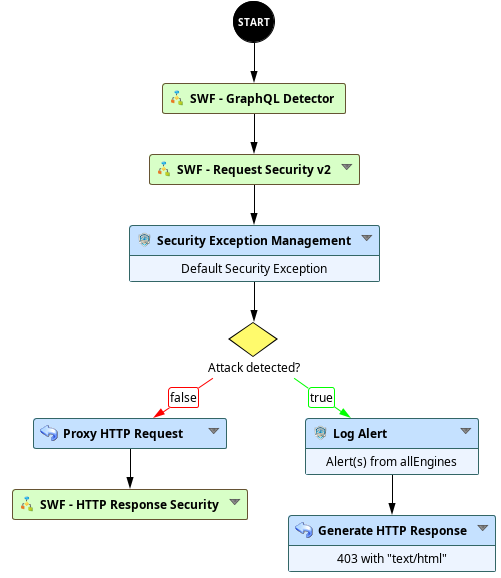 START
SWF - GraphQL Detector
SWF - Request Security v2
Security Exception Management
Default Security Exception
Attack detected?
false
true
Proxy HTTP Request
Log Alert
Alert(s) from allEngines
SWF - HTTP Response Security
Generate HTTP Response
403 with "text/html"